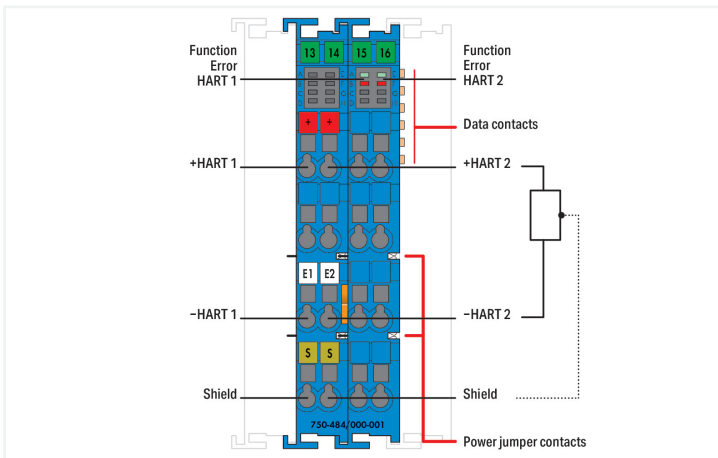 Function
Error
HART 1
13 14 15 16
Function
Error
HART 2
Data contacts
+ +
+HART 1
+HART 2
E1 E2
−HART 1
−HART 2
S S
Shield
Shield
750-484/000-001
Power jumper contacts